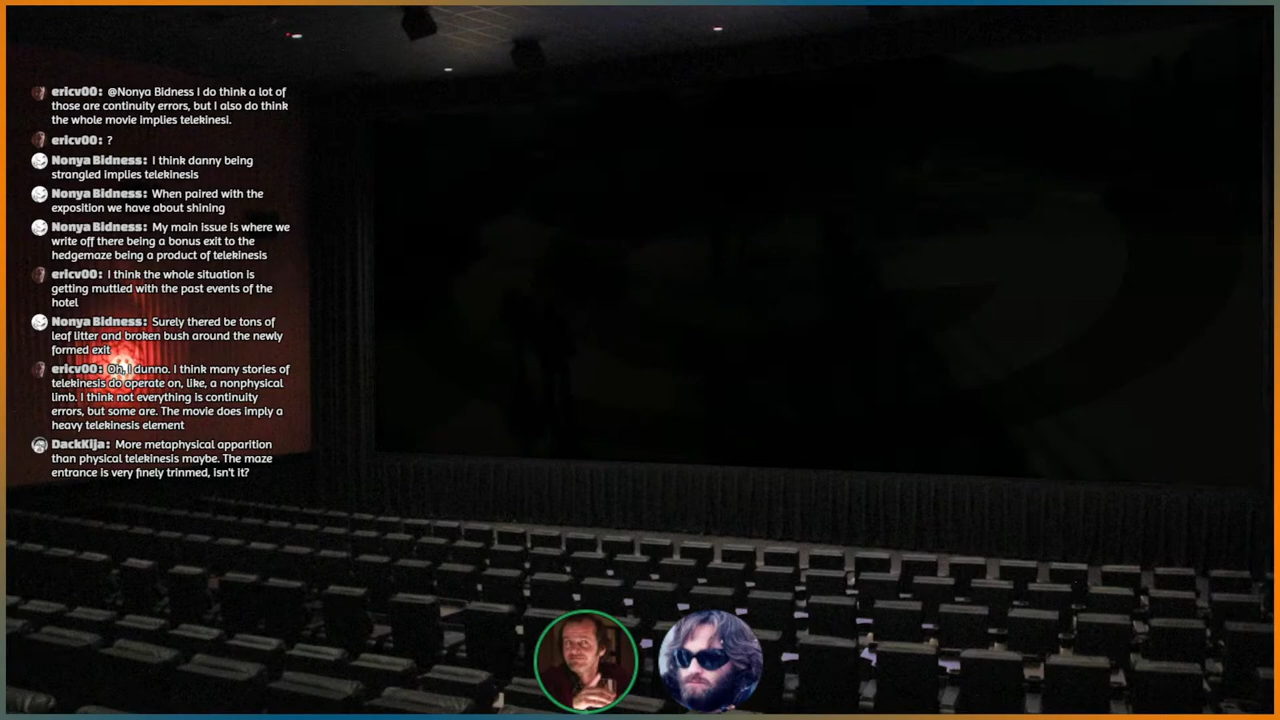 ericv00: @Nonya Bidness I do think a lot of
those are continuity errors, but I also do think
the whole movie implies telekinesi.
ericv00: ?
Nonya Bidness: I think danny being
strangled implies telekinesis
Nonya Bidness: When paired with the
exposition we have about shining
Nonya Bidness: My main issue is where we
write off there being a bonus exit to the
hedgemaze being a product of telekinesis
ericv00: I think the whole situation is
getting muttled with the past events of the
hotel
Nonya Bidness: Surely thered be tons of
leaf litter and broken bush around the newly
formed exit
ericv00: Oh, I dunno. I think many stories of
telekinesis do operate on, like, a nonphysical
limb. I think not everything is continuity
errors, but some are. The movie does imply a
heavy telekinesis element
DackKija: More metaphysical apparition
than physical telekinesis maybe. The maze
entrance is very finely trinmed, isn't it?